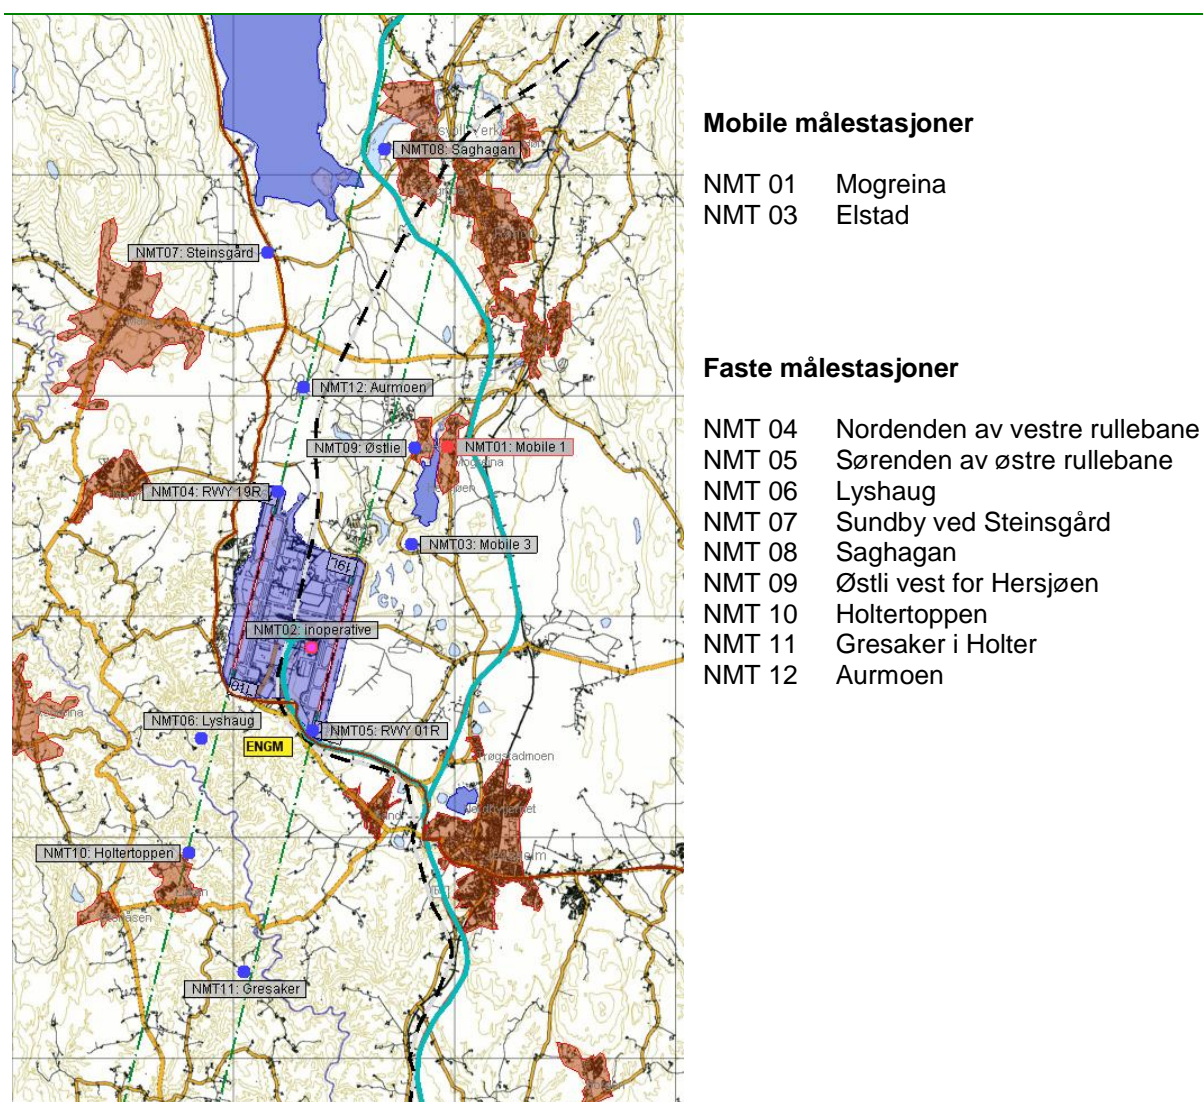 NMT08: Saghagan
NMT07: Steinsgård
NMT12: Aurmoen
NMT09: Østlie
NMT01: Mobile 1
Mogreina
NMT04: RWY 19R
NMT03: Mobile 3
19L
NMT02: inoperative
NMT06: Lyshaug
NMT05: RWY 01R
ENGM
NMT10: Holtertoppen
NMT11: Gresaker
Mobile målestasjoner
NMT 01 Mogreina
NMT 03 Elstad
Faste målestasjoner
NMT 04 Nordenden av vestre rullebane
NMT 05 Sørenden av østre rullebane
NMT 06 Lyshaug
NMT 07 Sundby ved Steinsgård
NMT 08 Saghagan
NMT 09 Østli vest for Hersjøen
NMT 10 Holtertoppen
NMT 11 Gresaker i Holter
NMT 12 Aurmoen